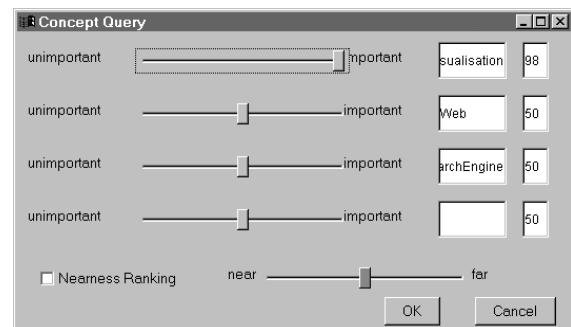 Concept Query
unimportant mportant sualisation 98
unimportant important Web 50
unimportant important archEngine 50
unimportant important 50
Nearness Ranking near far
OK Cancel